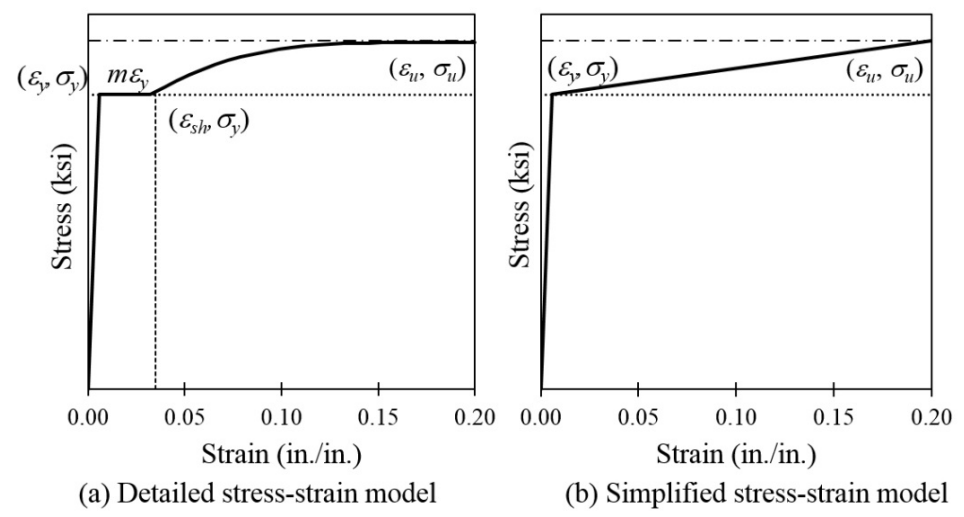 (εy, σy) mεy
(εsh, σy)
(εu, σu)
Stress (ksi)
0.00 0.05 0.10 0.15 0.20
Strain (in./in.)
(a) Detailed stress-strain model
(εy, σy)
(εu, σu)
Stress (ksi)
0.00 0.05 0.10 0.15 0.20
Strain (in./in.)
(b) Simplified stress-strain model